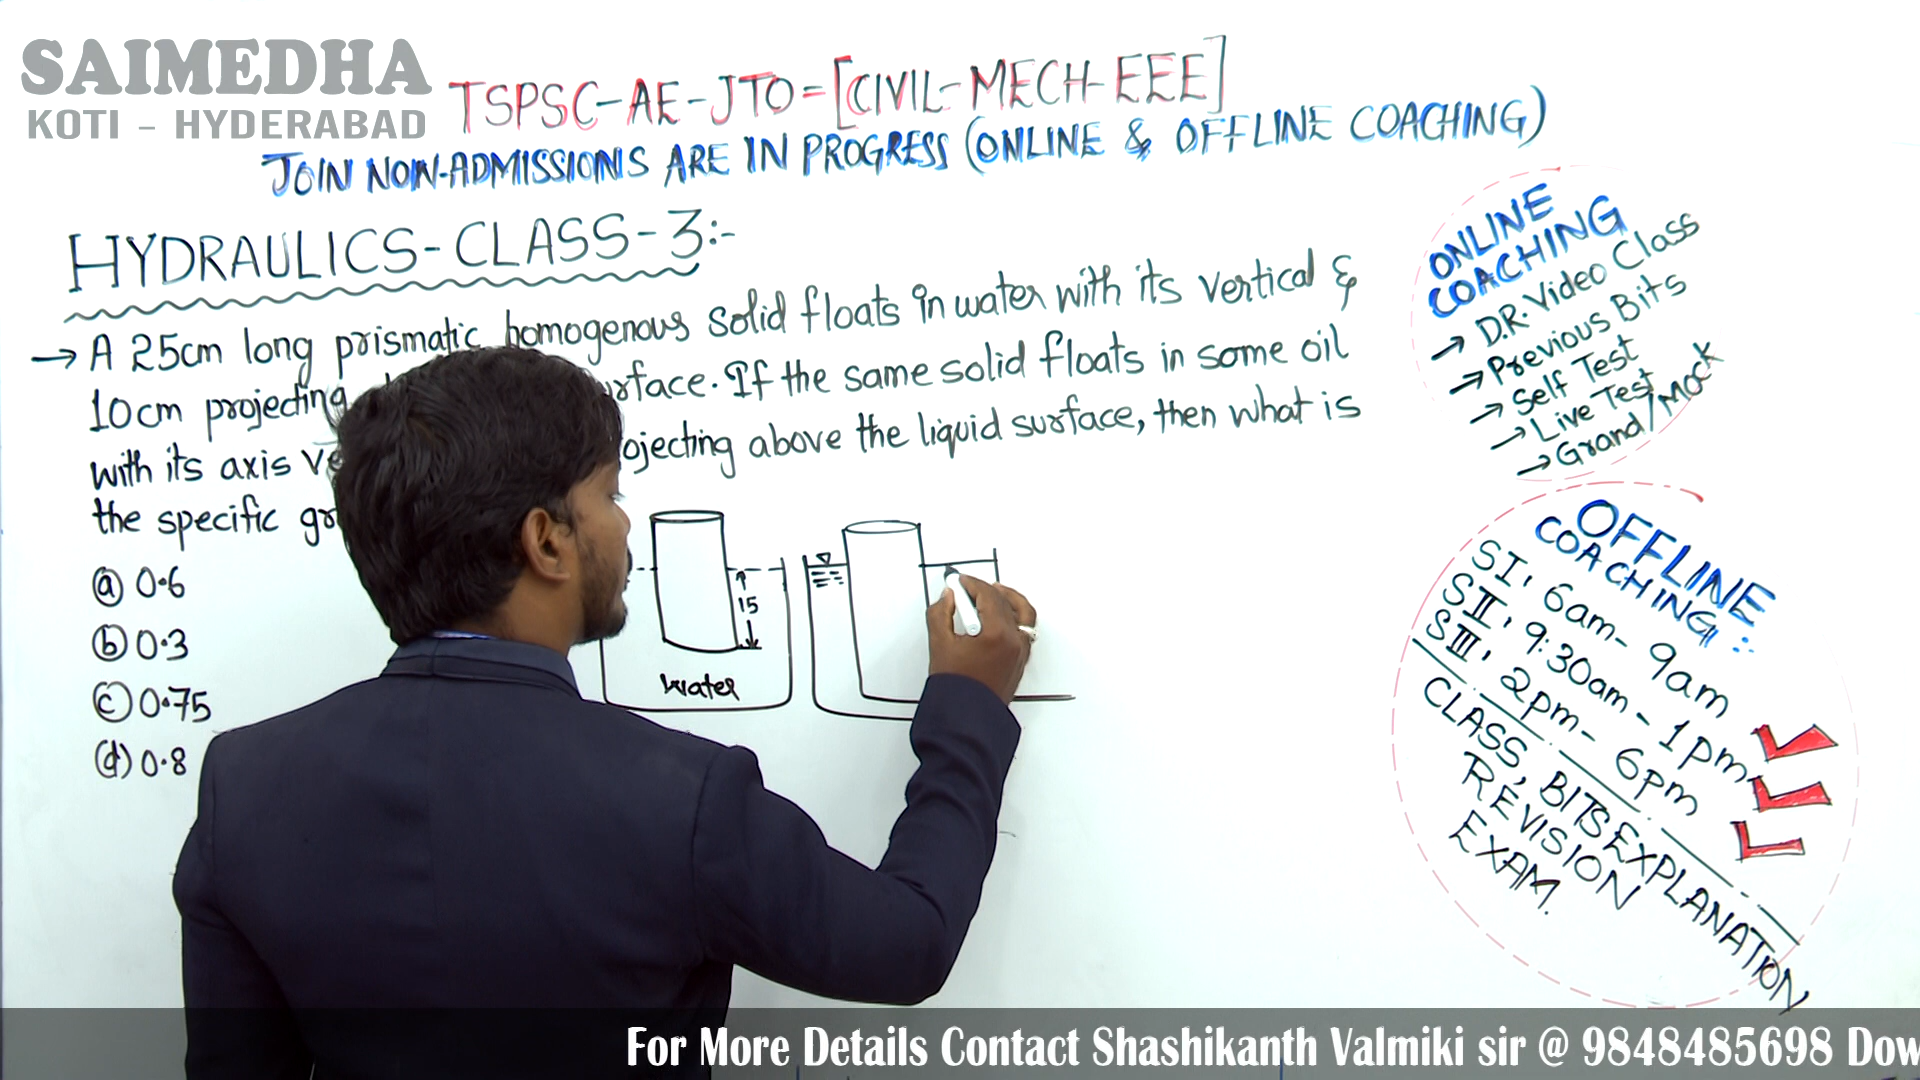 SAIMEDHA
KOTI - HYDERABAD
TSPSC-AE-JTO=[CIVIL-MECH-EEE]
JOIN NOW-ADMISSIONS ARE IN PROGRESS (ONLINE & OFFLINE COACHING)
HYDRAULICS-CLASS-3:-
→ A 25cm long prismatic homogenous solid floats in water with its vertical &
10cm projecting rface. If the same solid floats in some oil
with its axis ve ojecting above the liquid surface, then what is
the specific gr
ⓐ 0.6
ⓑ 0.3
ⓒ 0.75
ⓓ 0.8
15
Water
ONLINE
COACHING
→ D.R. Video Class
→ Previous Bits
→ Self Test
→ Live Test
→ Grand/Mock
OFFLINE
COACHING :
SI, 6am- 9am
SII, 9:30am - 1pm
SIII, 2pm- 6pm
CLASS, BITS EXPLANATION
REVISION
EXAM.
For More Details Contact Shashikanth Valmiki sir @ 9848485698 Dow